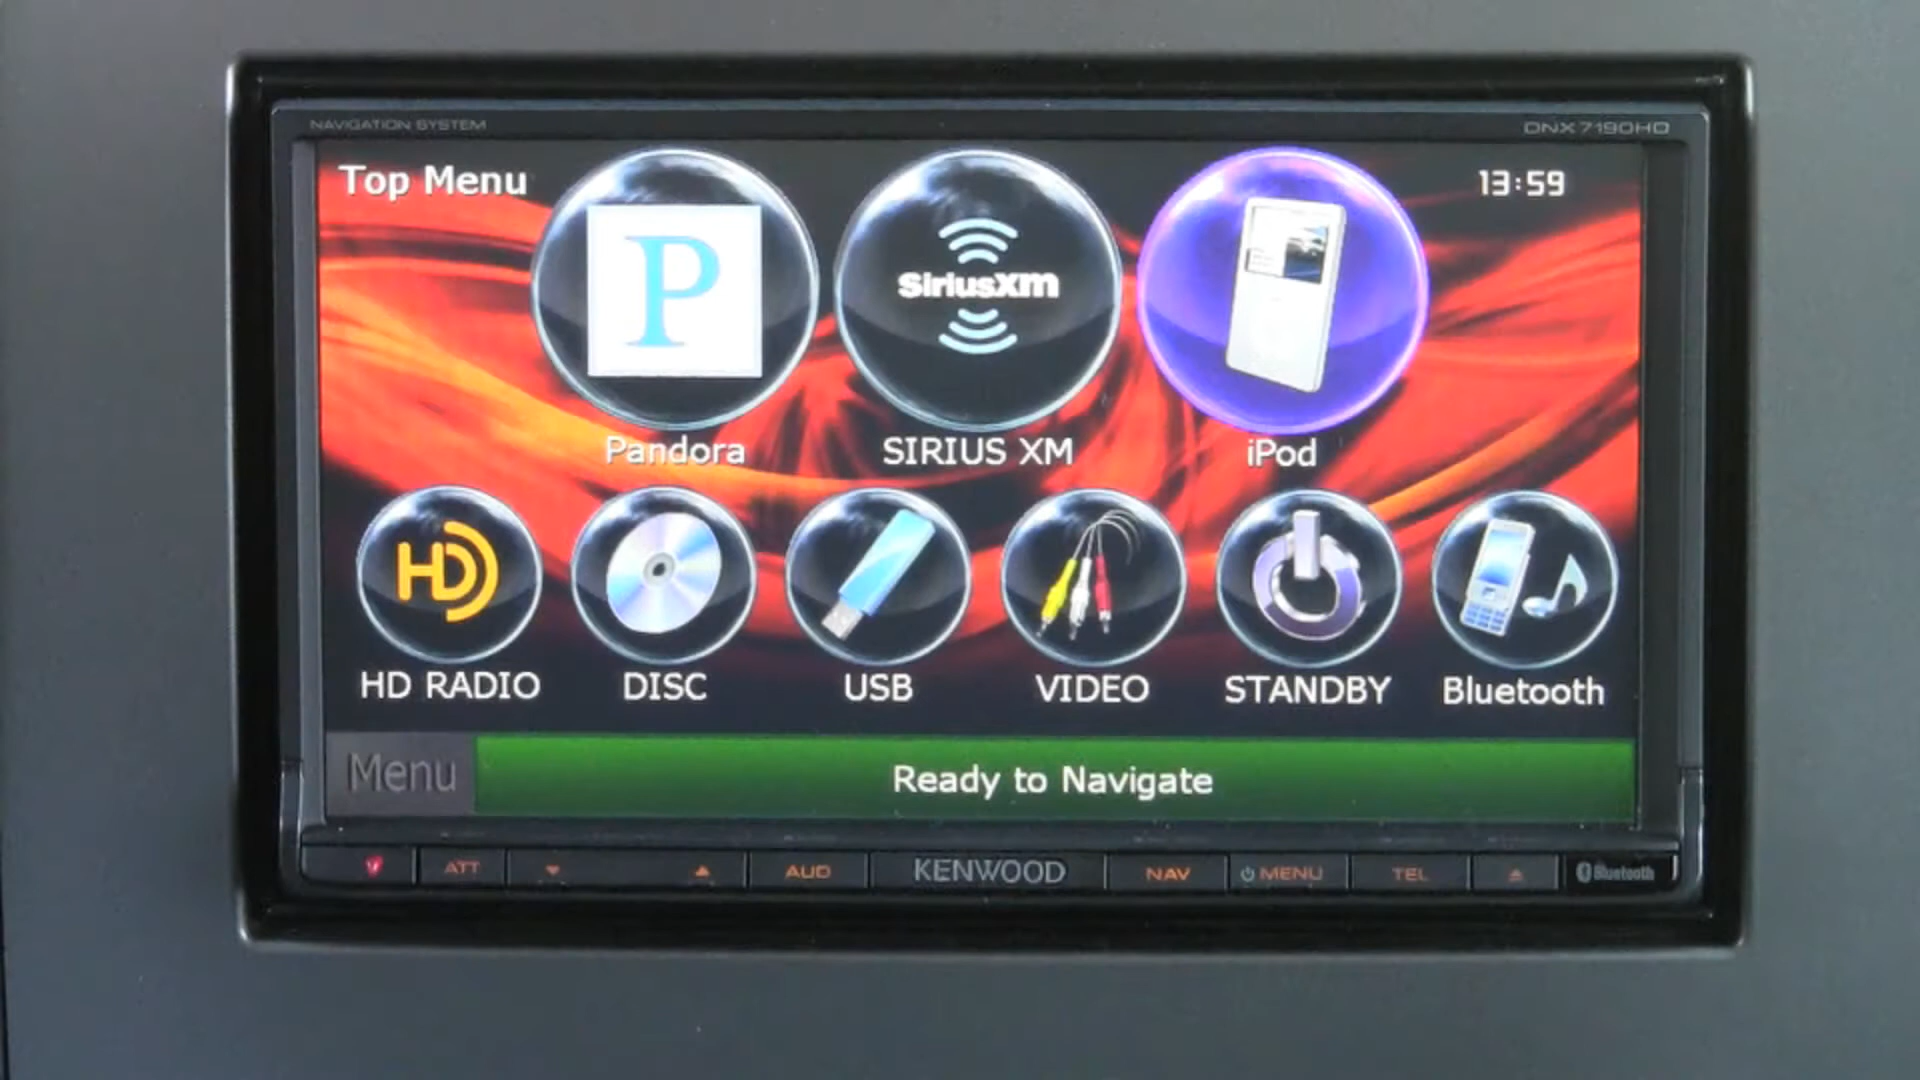 NAVIGATION SYSTEM
DNX7190HD
Top Menu
13:59
P
SiriusXM
Pandora
SIRIUS XM
iPod
HD
HD RADIO
DISC
USB
VIDEO
STANDBY
Bluetooth
Menu
Ready to Navigate
ATT
AUD
KENWOOD
NAV
MENU
TEL
Bluetooth